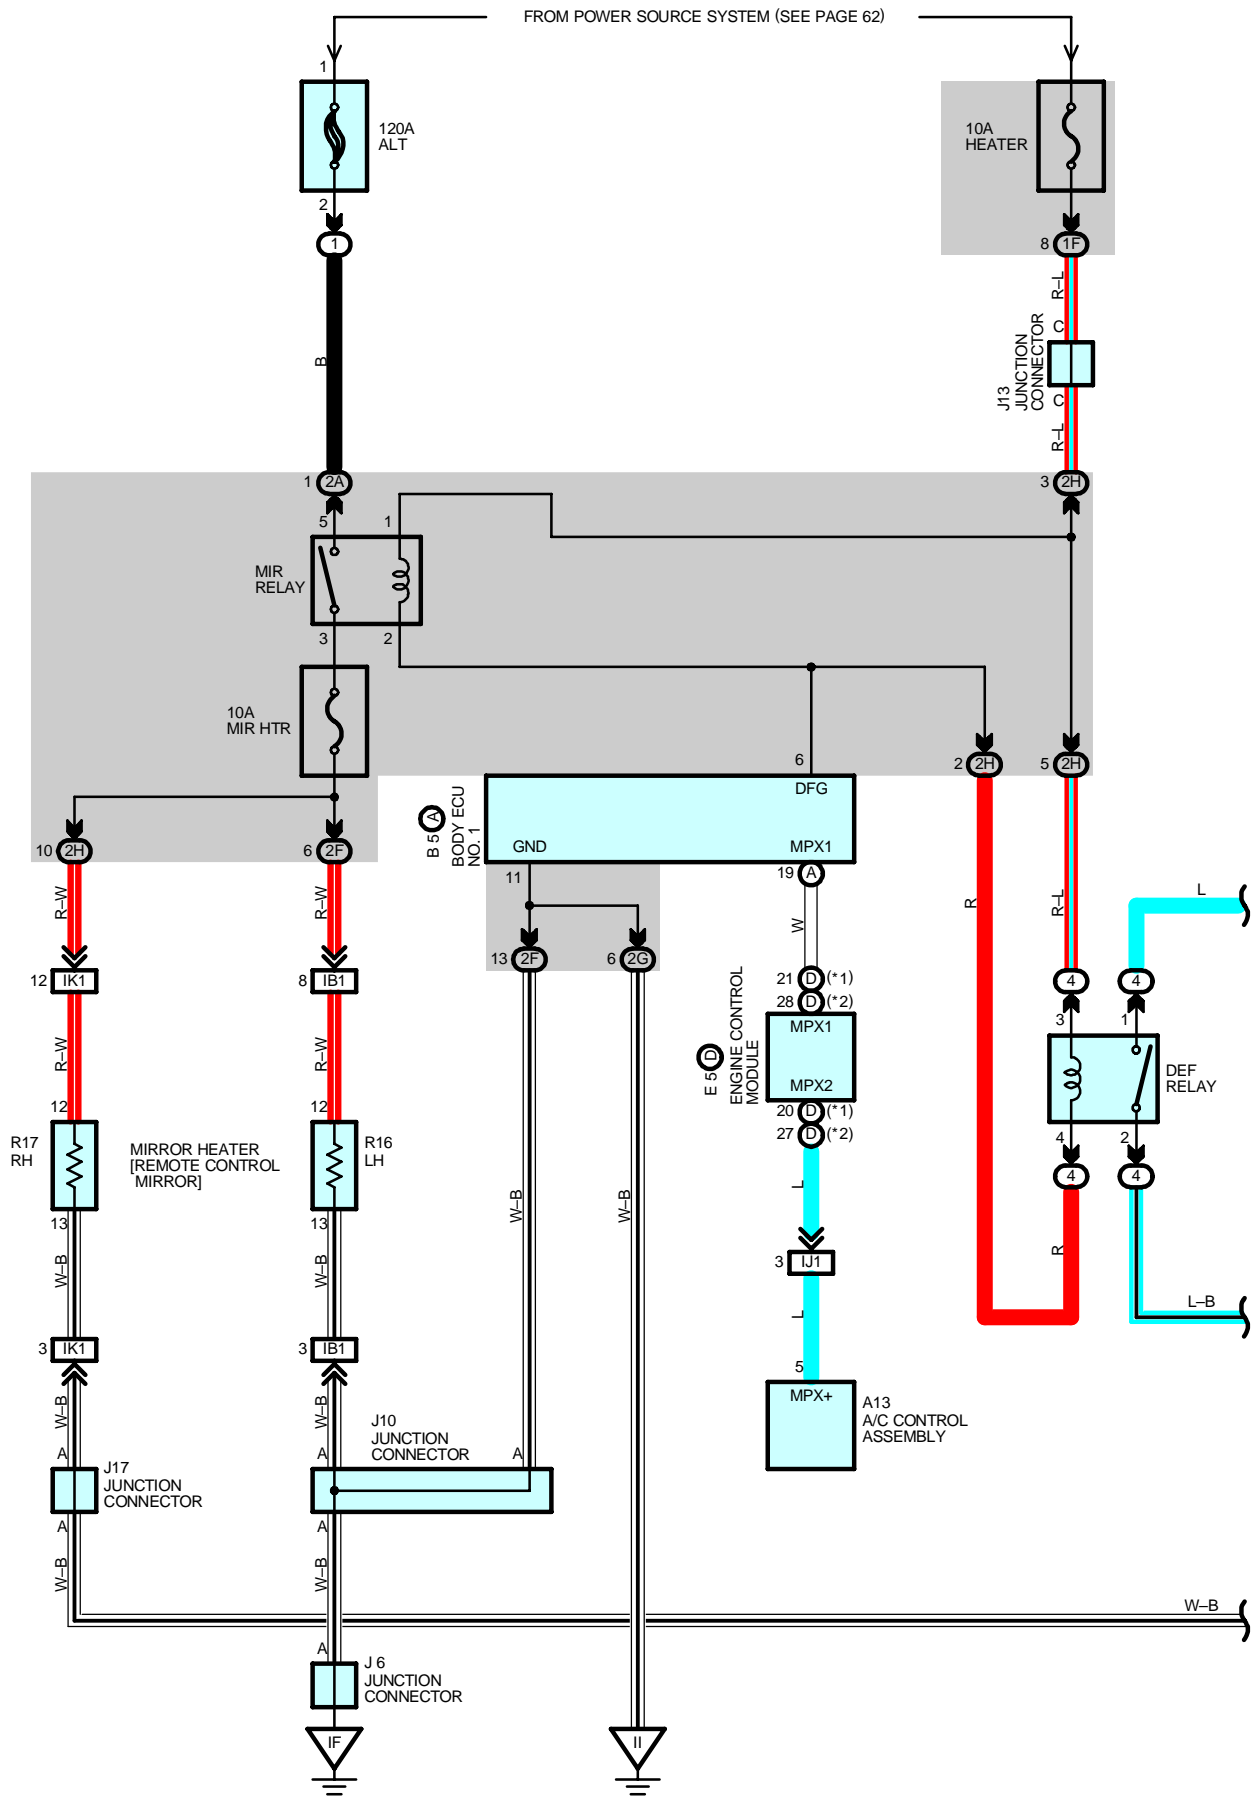 FROM POWER SOURCE SYSTEM (SEE PAGE 62)
1
120A
ALT
10A
HEATER
2
1
8 1F
R–L
C
J13
JUNCTION
CONNECTOR
C
R–L
B
1 2A
3 2H
5
1
MIR
RELAY
3
2
10A
MIR HTR
6
DFG
2 2H
5 2H
B 5 A
BODY ECU
NO. 1
GND
MPX1
10 2H
6 2F
11
19 A
R–W
R–W
W
R
R–L
L
13 2F
6 2G
12 IK1
8 IB1
21 D (*1)
28 D (*2)
4
4
3
1
MPX1
E 5 D
ENGINE CONTROL
MODULE
MPX2
R–W
R–W
DEF
RELAY
12
12
20 D (*1)
27 D (*2)
4
2
4
4
R17
RH
MIRROR HEATER
[REMOTE CONTROL
MIRROR]
R16
LH
13
13
W–B
W–B
W–B
W–B
L
R
3 IJ1
L–B
L
3 IK1
3 IB1
5
MPX+
A13
A/C CONTROL
ASSEMBLY
W–B
W–B
J10
JUNCTION
CONNECTOR
A
A
A
J17
JUNCTION
CONNECTOR
A
A
W–B
W–B
W–B
A
J 6
JUNCTION
CONNECTOR
IF
II